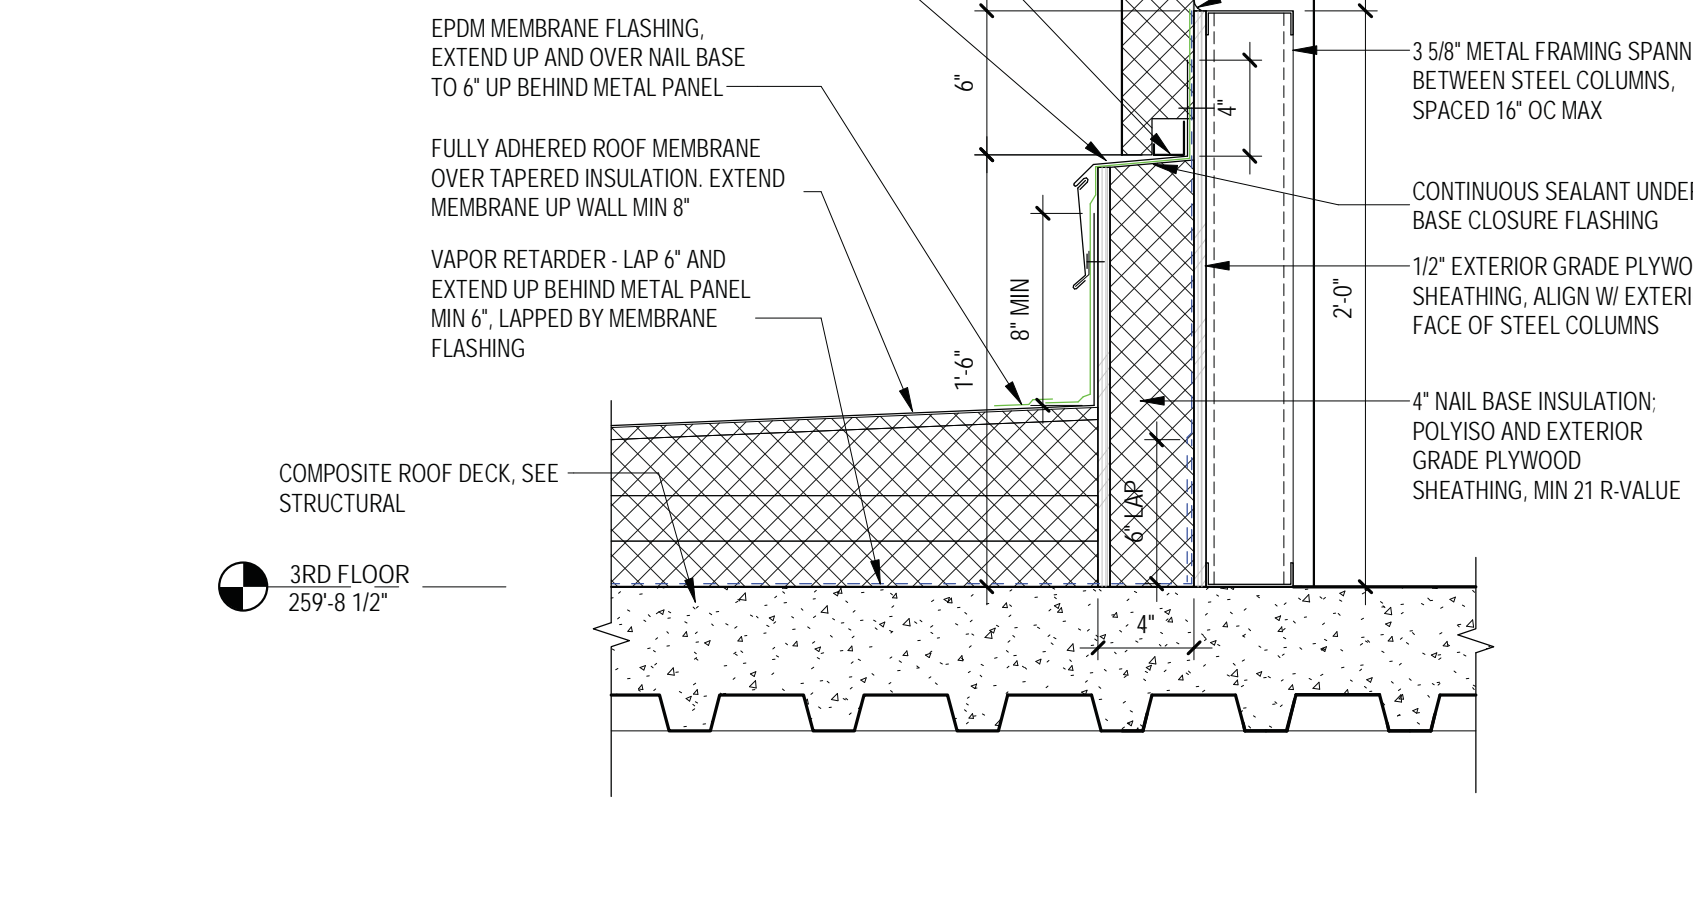 EPDM MEMBRANE FLASHING,
EXTEND UP AND OVER NAIL BASE
TO 6" UP BEHIND METAL PANEL
FULLY ADHERED ROOF MEMBRANE
OVER TAPERED INSULATION. EXTEND
MEMBRANE UP WALL MIN 8"
VAPOR RETARDER - LAP 6" AND
EXTEND UP BEHIND METAL PANEL
MIN 6", LAPPED BY MEMBRANE
FLASHING
COMPOSITE ROOF DECK, SEE
STRUCTURAL
3RD FLOOR
259'-8 1/2"
6"
1'-6"
8" MIN
4"
6" LAP
4"
2'-0"
3 5/8" METAL FRAMING SPANN
BETWEEN STEEL COLUMNS,
SPACED 16" OC MAX
CONTINUOUS SEALANT UNDER
BASE CLOSURE FLASHING
1/2" EXTERIOR GRADE PLYWO
SHEATHING, ALIGN W/ EXTERI
FACE OF STEEL COLUMNS
4" NAIL BASE INSULATION;
POLYISO AND EXTERIOR
GRADE PLYWOOD
SHEATHING, MIN 21 R-VALUE